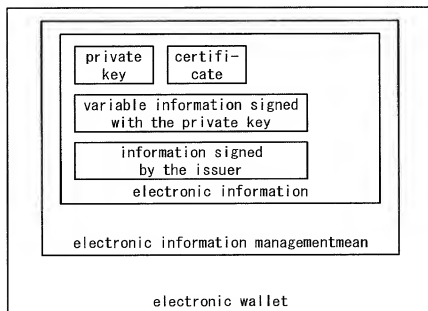 private
key
certifi-
cate
variable information signed
with the private key
information signed
by the issuer
electronic information
electronic information managementmean
electronic wallet